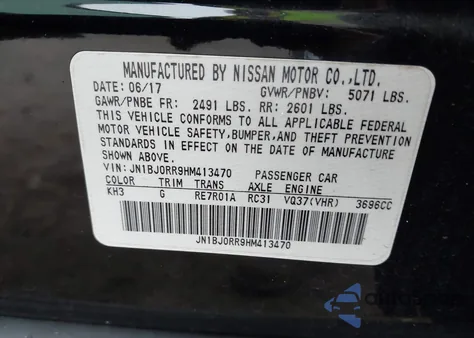 MANUFACTURED BY NISSAN MOTOR CO.,LTD.
DATE: 06/17 GVWR/PNBV: 5071 LBS.
GAWR/PNBE FR: 2491 LBS. RR: 2601 LBS.
THIS VEHICLE CONFORMS TO ALL APPLICABLE FEDERAL
MOTOR VEHICLE SAFETY, BUMPER, AND THEFT PREVENTION
STANDARDS IN EFFECT ON THE DATE OF MANUFACTURE
SHOWN ABOVE.
VIN: JN1BJ0RR9HM413470 PASSENGER CAR
COLOR TRIM TRANS AXLE ENGINE
KH3 G RE7R01A RC31 VQ37(VHR) 3696CC
JN1BJ0RR9HM413470